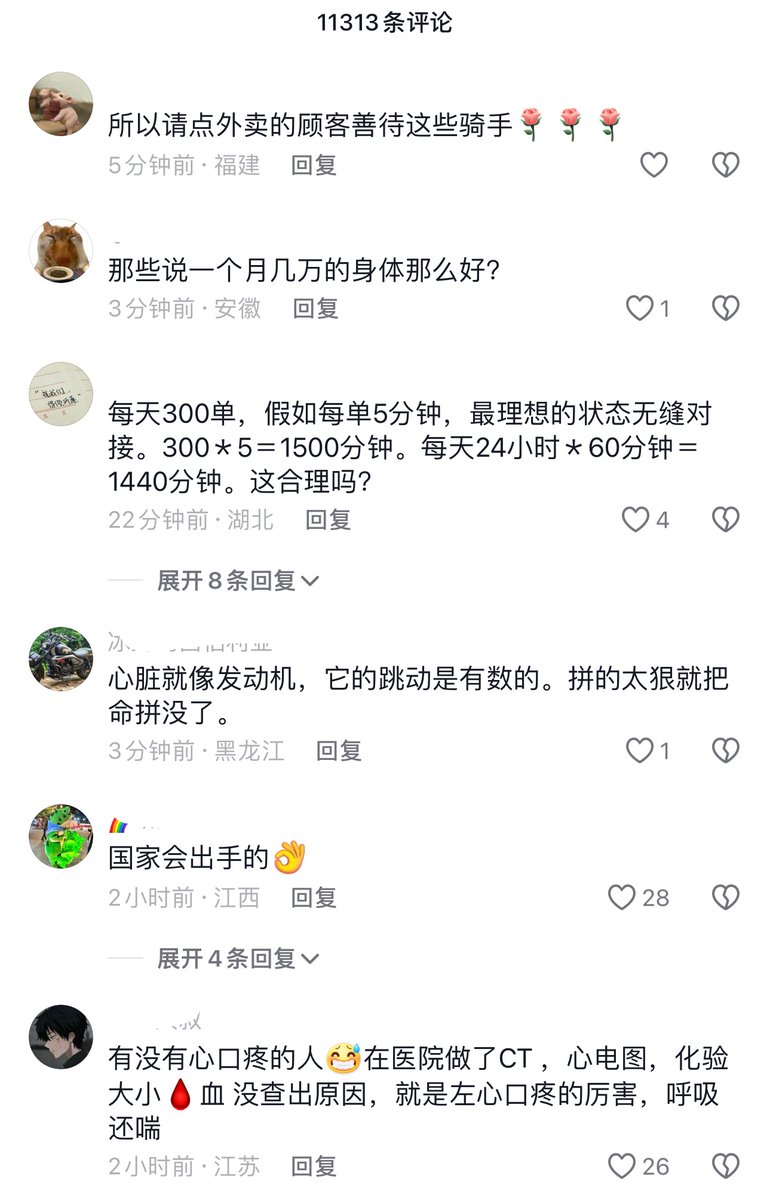 11313条评论
所以请点外卖的顾客善待这些骑手🌹🌹🌹
5分钟前·福建 回复
那些说一个月几万的身体那么好?
3分钟前·安徽 回复 1
每天300单，假如每单5分钟，最理想的状态无缝对
接。300＊5＝1500分钟。每天24小时＊60分钟＝
1440分钟。这合理吗?
22分钟前·湖北 回复 4
展开8条回复
心脏就像发动机，它的跳动是有数的。拼的太狠就把
命拼没了。
3分钟前·黑龙江 回复 1
国家会出手的👌
2小时前·江西 回复 28
展开4条回复
有没有心口疼的人😅在医院做了CT ，心电图，化验
大小🩸血 没查出原因，就是左心口疼的厉害，呼吸
还喘
2小时前·江苏 回复 26